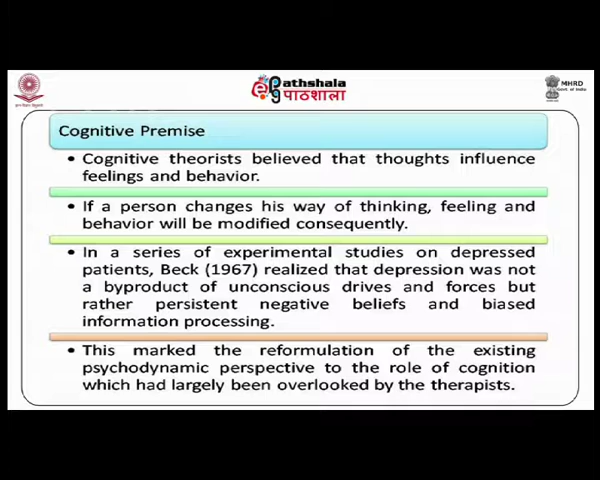 Pathshala
पाठशाला
MHRD
Govt. of India
Cognitive Premise
• Cognitive theorists believed that thoughts influence
feelings and behavior.
• If a person changes his way of thinking, feeling and
behavior will be modified consequently.
• In a series of experimental studies on depressed
patients, Beck (1967) realized that depression was not
a byproduct of unconscious drives and forces but
rather persistent negative beliefs and biased
information processing.
• This marked the reformulation of the existing
psychodynamic perspective to the role of cognition
which had largely been overlooked by the therapists.